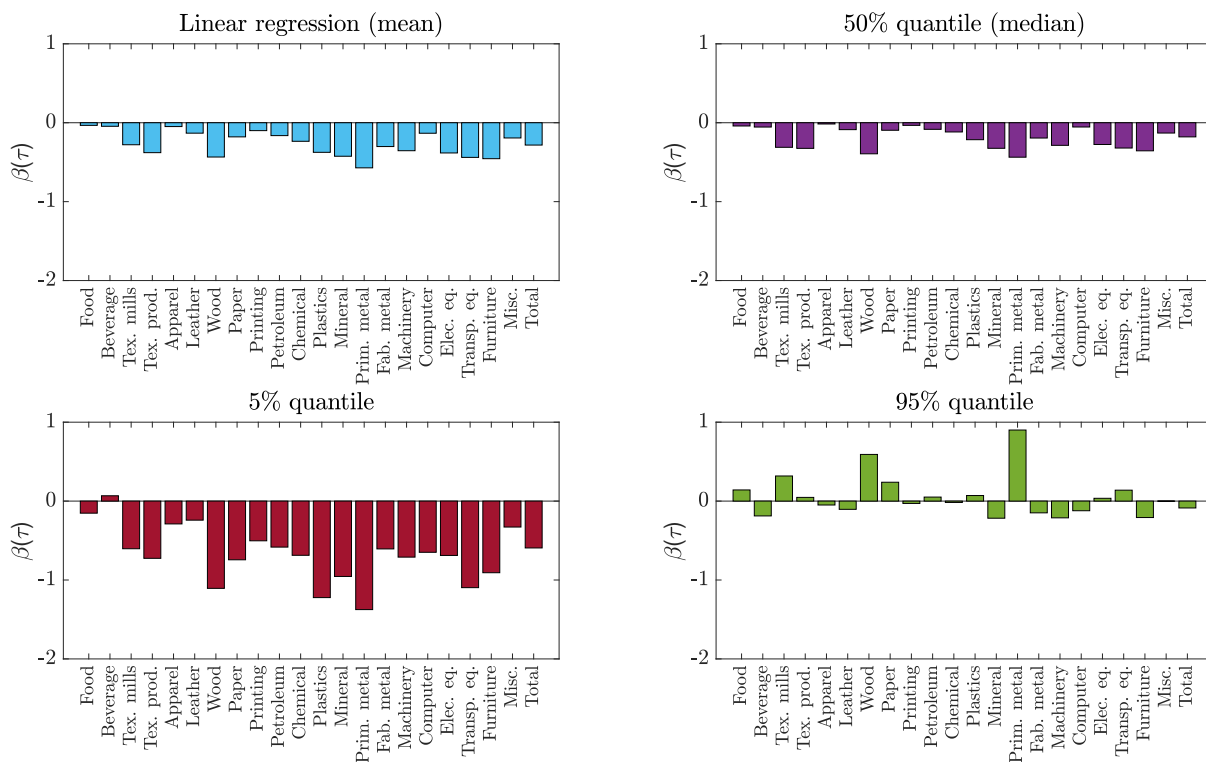 Linear regression (mean)
1
0
-1
-2
β(τ)
Food
Beverage
Tex. mills
Tex. prod.
Apparel
Leather
Wood
Paper
Printing
Petroleum
Chemical
Plastics
Mineral
Prim. metal
Fab. metal
Machinery
Computer
Elec. eq.
Transp. eq.
Furniture
Misc.
Total
50% quantile (median)
1
0
-1
-2
β(τ)
Food
Beverage
Tex. mills
Tex. prod.
Apparel
Leather
Wood
Paper
Printing
Petroleum
Chemical
Plastics
Mineral
Prim. metal
Fab. metal
Machinery
Computer
Elec. eq.
Transp. eq.
Furniture
Misc.
Total
5% quantile
1
0
-1
-2
β(τ)
Food
Beverage
Tex. mills
Tex. prod.
Apparel
Leather
Wood
Paper
Printing
Petroleum
Chemical
Plastics
Mineral
Prim. metal
Fab. metal
Machinery
Computer
Elec. eq.
Transp. eq.
Furniture
Misc.
Total
95% quantile
1
0
-1
-2
β(τ)
Food
Beverage
Tex. mills
Tex. prod.
Apparel
Leather
Wood
Paper
Printing
Petroleum
Chemical
Plastics
Mineral
Prim. metal
Fab. metal
Machinery
Computer
Elec. eq.
Transp. eq.
Furniture
Misc.
Total